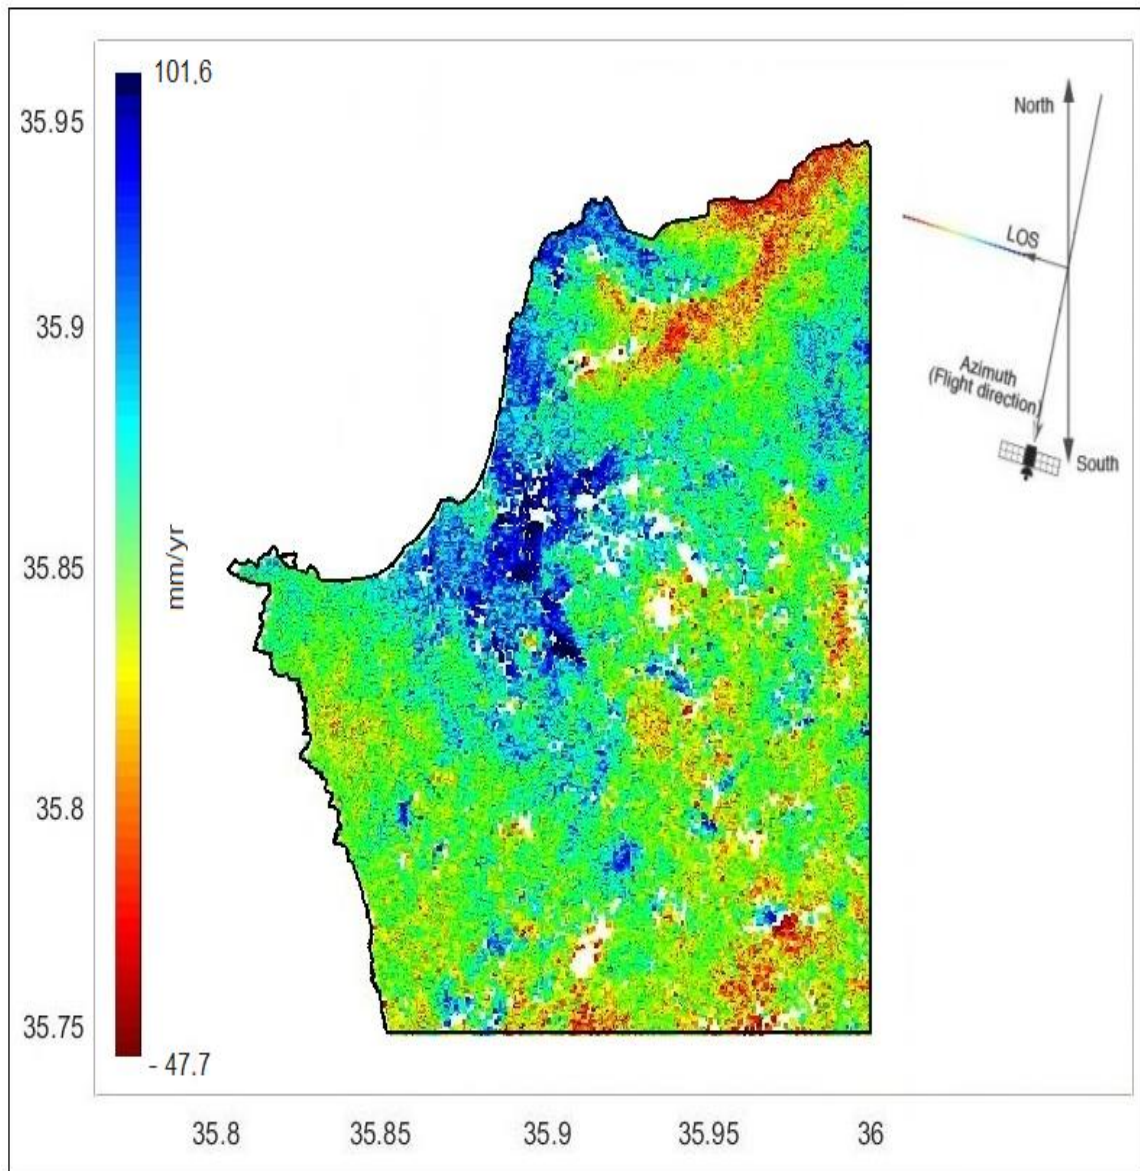 101,6
35.95
35.9
35.85
35.8
35.75
mm/yr
- 47.7
35.8 35.85 35.9 35.95 36
North
LOS
Azimuth
(Flight direction)
South